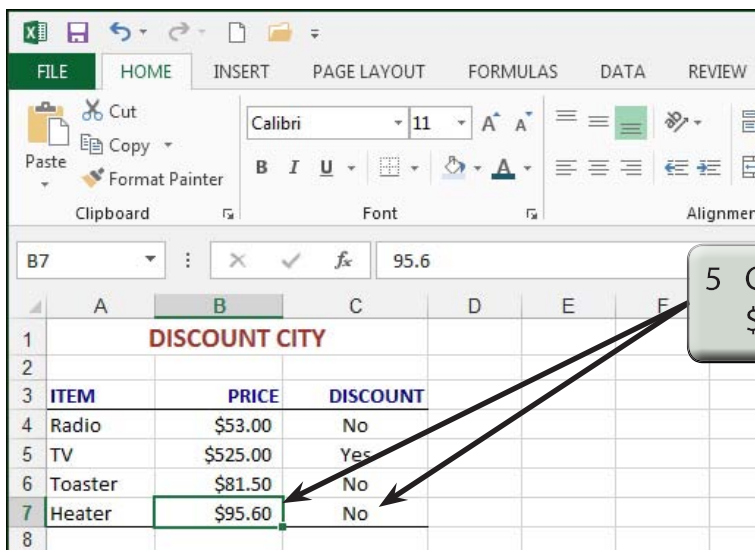 FILE HOME INSERT PAGE LAYOUT FORMULAS DATA REVIEW
Cut
Copy
Paste
Format Painter
Calibri 11 A A
B I U A
Clipboard Font
B7 fx 95.6
5
$
A B C D E
1 DISCOUNT CITY
2
3 ITEM PRICE DISCOUNT
4 Radio $53.00 No
5 TV $525.00 Yes
6 Toaster $81.50 No
7 Heater $95.60 No
8